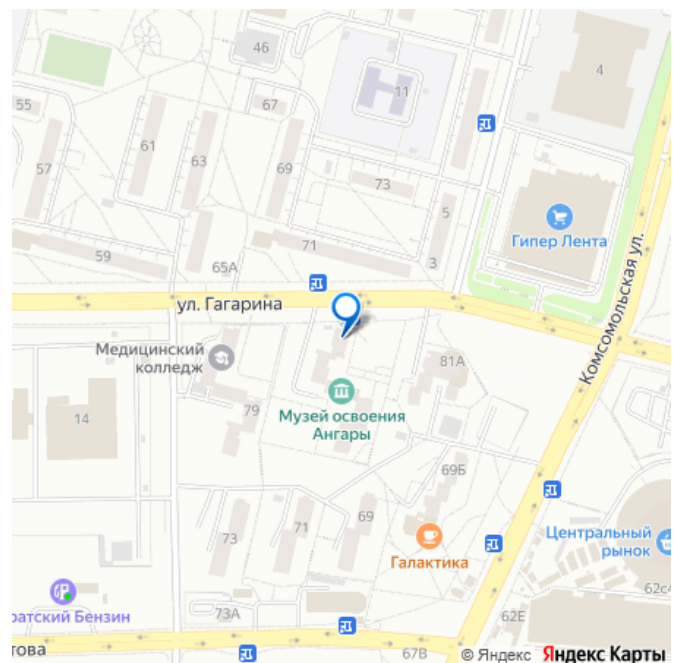 46
4
55
67
11
61
63
69
57
73
5
Гипер Лента
71
59
65А
3
Комсомольская ул.
ул. Гагарина
Медицинский
колледж
81А
14
79
Музей освоения
Ангары
69Б
73
71
69
Центральный
рынок
Галактика
62с4
ратский Бензин
73А
62Е
това
67В
© Яндекс Яндекс Карты